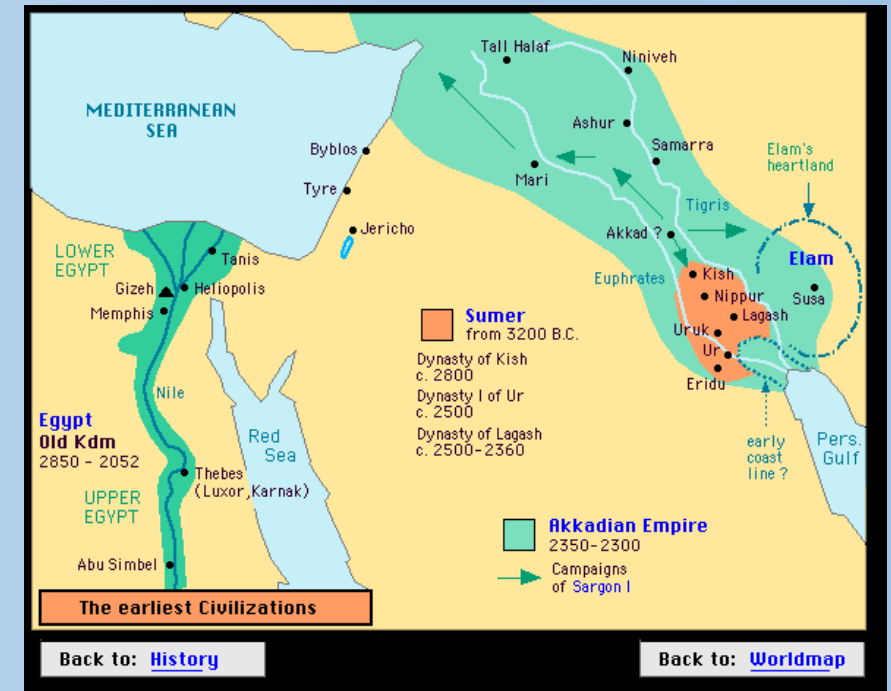 Tall Halaf
Niniveh
MEDITERRANEAN
SEA
Ashur
Byblos
Samarra
Elam's
heartland
Mari
Tyre
Tigris
Jericho
Akkad ?
LOWER
EGYPT
Tanis
Elam
Euphrates
Kish
Gizeh
Heliopolis
Nippur
Susa
Memphis
Lagash
Sumer
from 3200 B.C.
Uruk
Ur
Dynasty of Kish
c. 2800
Eridu
Dynasty I of Ur
c. 2500
Nile
Egypt
Old Kdm
2850 - 2052
Red
Sea
Dynasty of Lagash
c. 2500-2360
early
coast
line ?
Pers.
Gulf
Thebes
(Luxor,Karnak)
UPPER
EGYPT
Akkadian Empire
2350-2300
Abu Simbel
Campaigns
of Sargon I
The earliest Civilizations
Back to: History
Back to: Worldmap